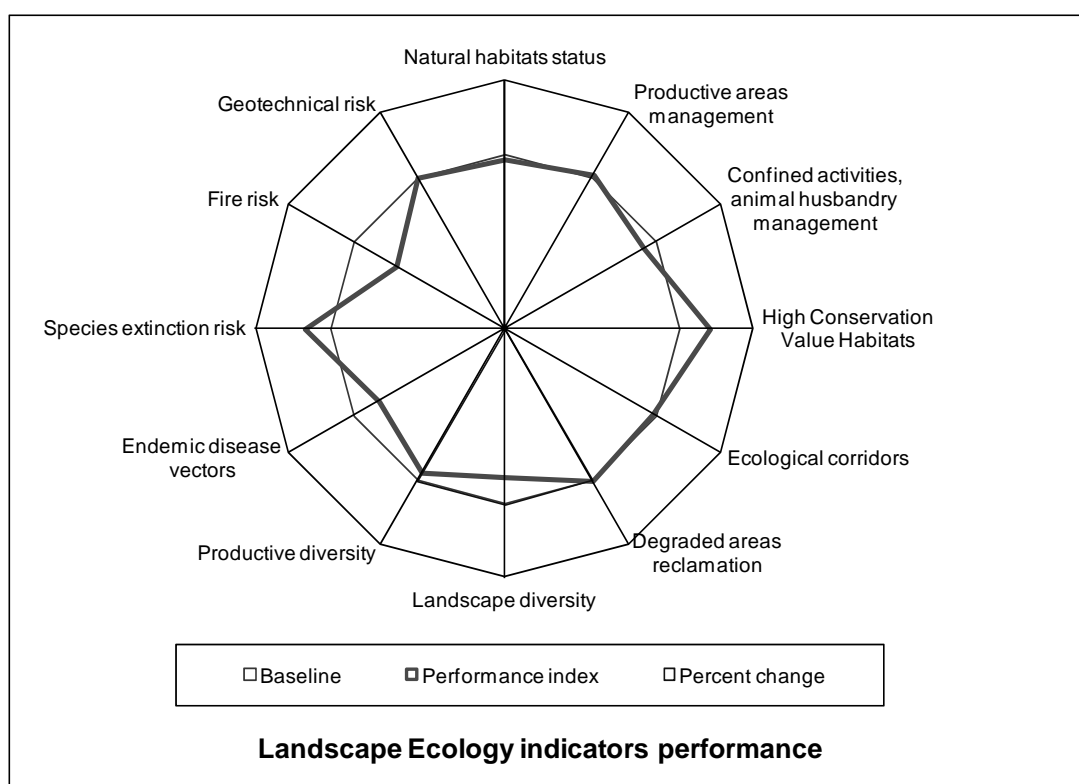 Natural habitats status
Productive areas
management
Confined activities,
animal husbandry
management
High Conservation
Value Habitats
Ecological corridors
Degraded areas
reclamation
Landscape diversity
Productive diversity
Endemic disease
vectors
Species extinction risk
Fire risk
Geotechnical risk
Baseline
Performance index
Percent change
Landscape Ecology indicators performance